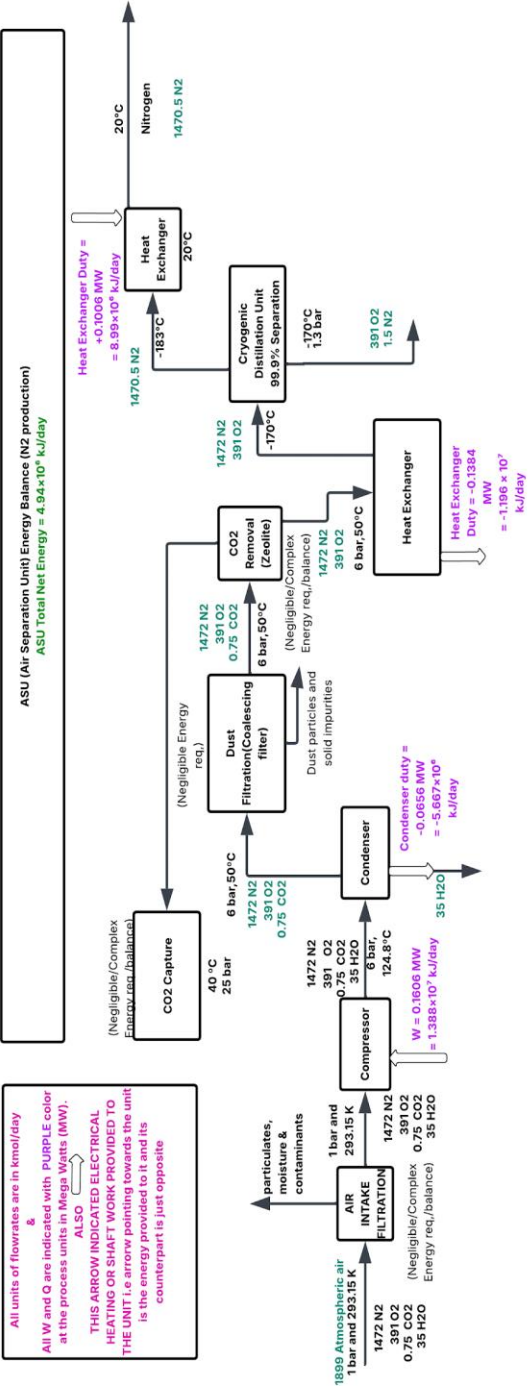 ASU (Air Separation Unit) Energy Balance (N2 production)
ASU Total Net Energy = 4.94×10⁶ kJ/day
All units of flowrates are in kmol/day
&
All W and Q are indicated with PURPLE color
at the process units in Mega Watts (MW).
ALSO
THIS ARROW INDICATED ELECTRICAL
HEATING OR SHAFT WORK PROVIDED TO
THE UNIT i.e arrorw pointing towards the unit
is the energy provided to it and its
counterpart is just opposite
1899 Atmospheric air
1 bar and 293.15 K
1472 N2
391 O2
0.75 CO2
35 H2O
AIR
INTAKE
FILTRATION
(Negligible/Complex
Energy req,/balance)
particulates,
moisture &
contaminants
1 bar and
293.15 K
1472 N2
391 O2
0.75 CO2
35 H2O
Compressor
W = 0.1606 MW
= 1.388×10⁷ kJ/day
1472 N2
391 O2
0.75 CO2
35 H2O
6 bar,
124.8°C
Condenser
Condenser duty =
-0.0656 MW
= -5.667×10⁶
kJ/day
35 H2O
6 bar,50°C
1472 N2
391 O2
0.75 CO2
(Negligible Energy
req,)
Dust
Filtration(Coalescing
filter)
Dust particles and
solid impurities
1472 N2
391 O2
0.75 CO2
6 bar,50°C
CO2
Removal
(Zeolite)
(Negligible/Complex
Energy req,/balance)
(Negligible/Complex
Energy req,/balance)
CO2 Capture
40 °C
25 bar
1472 N2
391 O2
6 bar,50°C
Heat Exchanger
Heat Exchanger
Duty = -0.1384
MW
= -1.196 × 10⁷
kJ/day
1472 N2
391 O2
-170°C
Cryogenic
Distillation Unit
99.9% Separation
-170°C
1.3 bar
391 O2
1.5 N2
1470.5 N2
-183°C
Heat Exchanger Duty =
+0.1006 MW
= 8.99×10⁶ kJ/day
Heat
Exchanger
20°C
20°C
Nitrogen
1470.5 N2